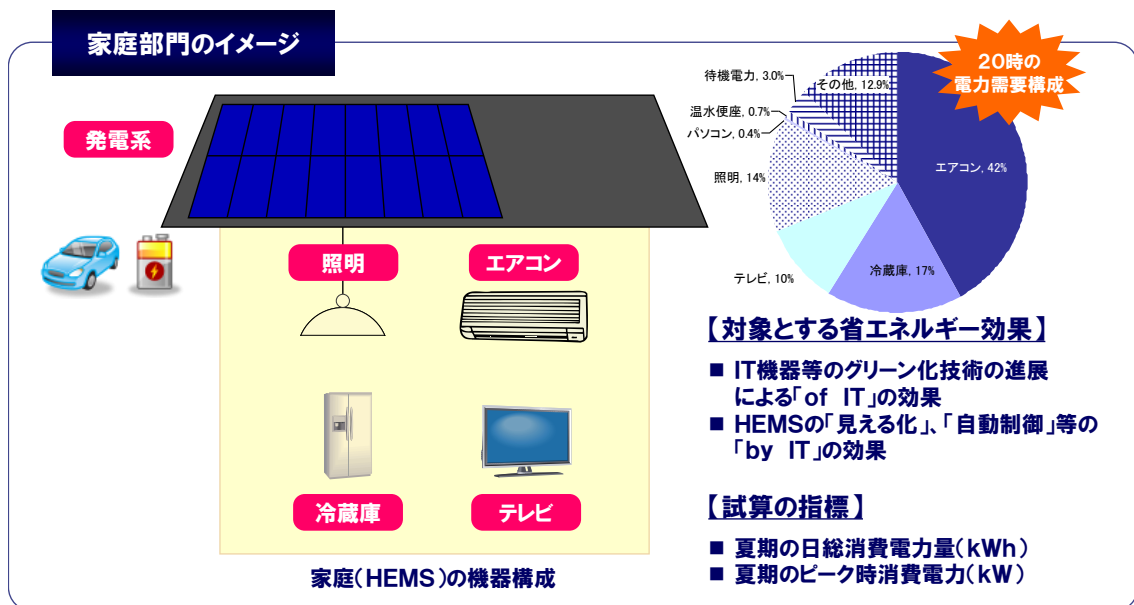 家庭部門のイメージ
20時の
電力需要構成
待機電力, 3.0%
その他, 12.9%
温水便座, 0.7%
パソコン, 0.4%
照明, 14%
エアコン, 42%
テレビ, 10%
冷蔵庫, 17%
発電系
照明
エアコン
冷蔵庫
テレビ
家庭(HEMS)の機器構成
【対象とする省エネルギー効果】
■ IT機器等のグリーン化技術の進展
による「of IT」の効果
■ HEMSの「見える化」、「自動制御」等の
「by IT」の効果
【試算の指標】
■ 夏期の日総消費電力量(kWh)
■ 夏期のピーク時消費電力(kW)